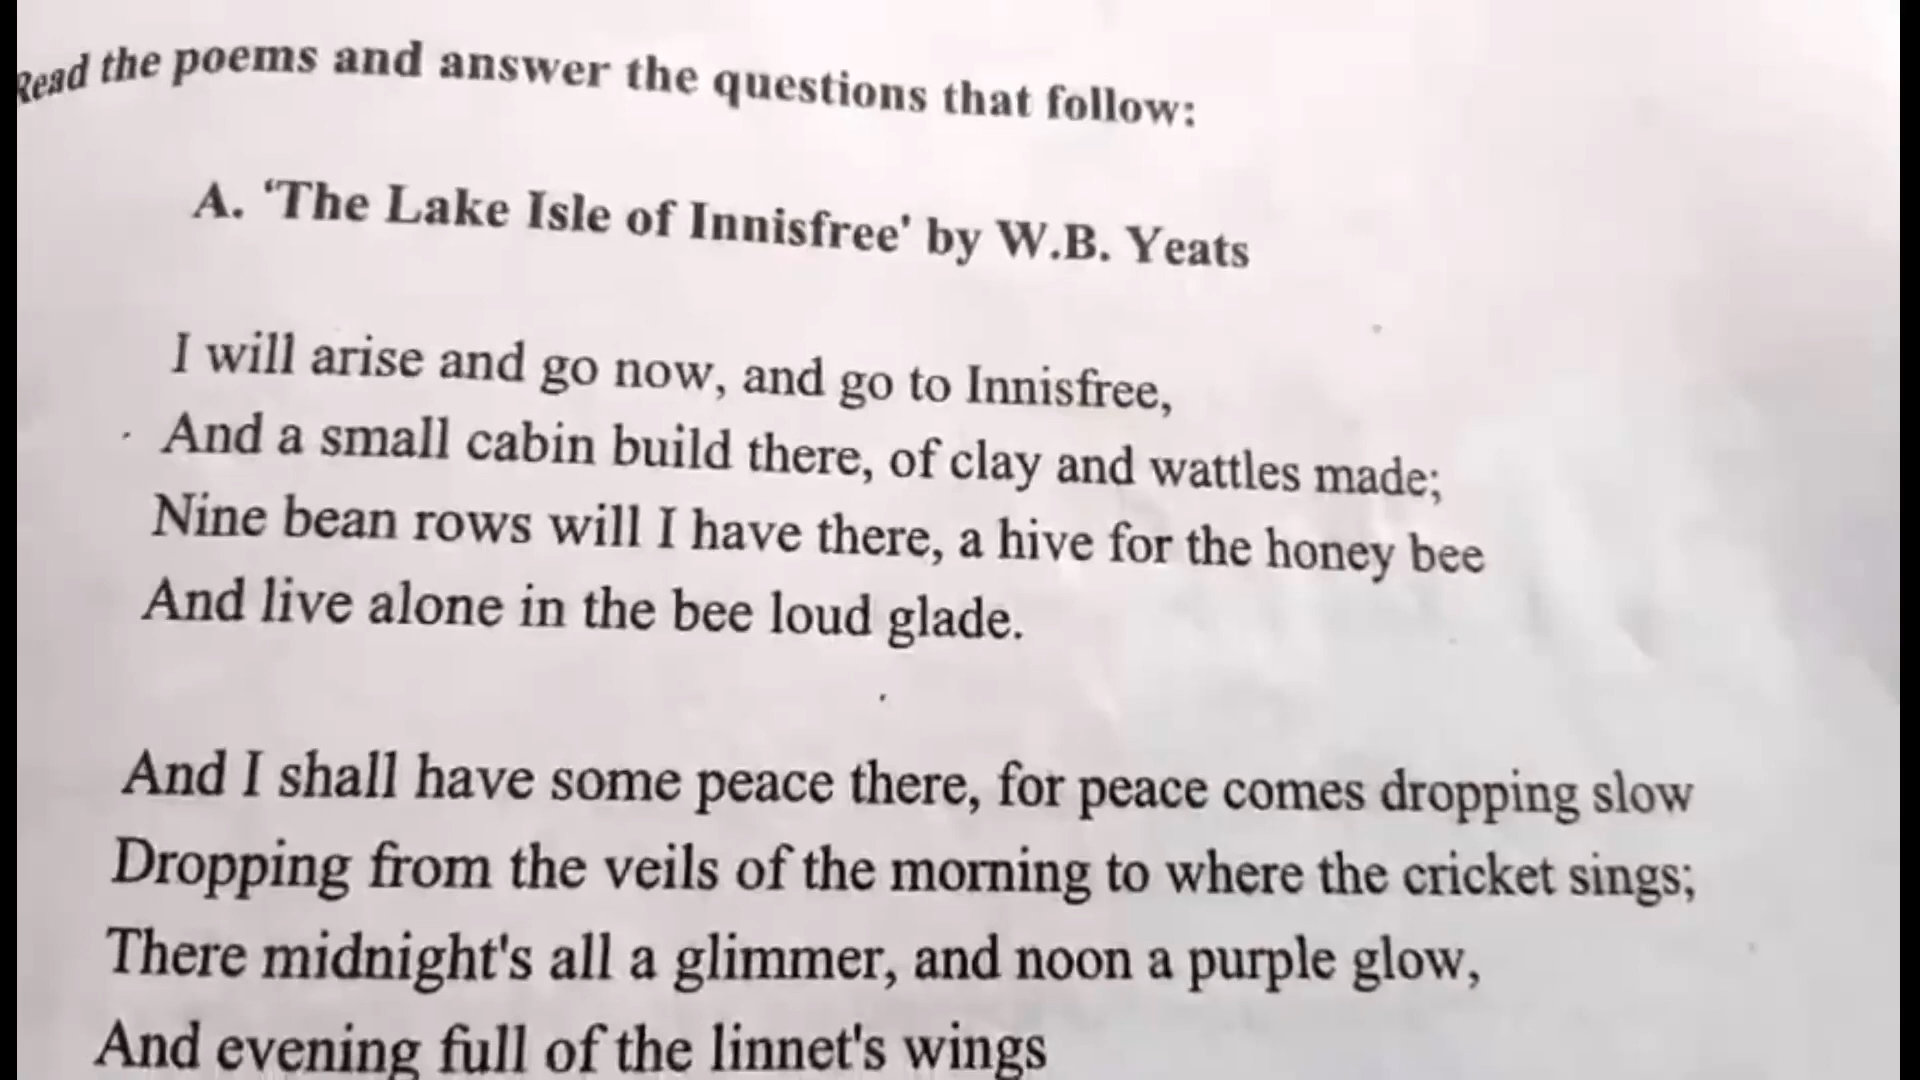 Read the poems and answer the questions that follow:
A. 'The Lake Isle of Innisfree' by W.B. Yeats
I will arise and go now, and go to Innisfree,
And a small cabin build there, of clay and wattles made;
Nine bean rows will I have there, a hive for the honey bee
And live alone in the bee loud glade.
And I shall have some peace there, for peace comes dropping slow
Dropping from the veils of the morning to where the cricket sings;
There midnight's all a glimmer, and noon a purple glow,
And evening full of the linnet's wings